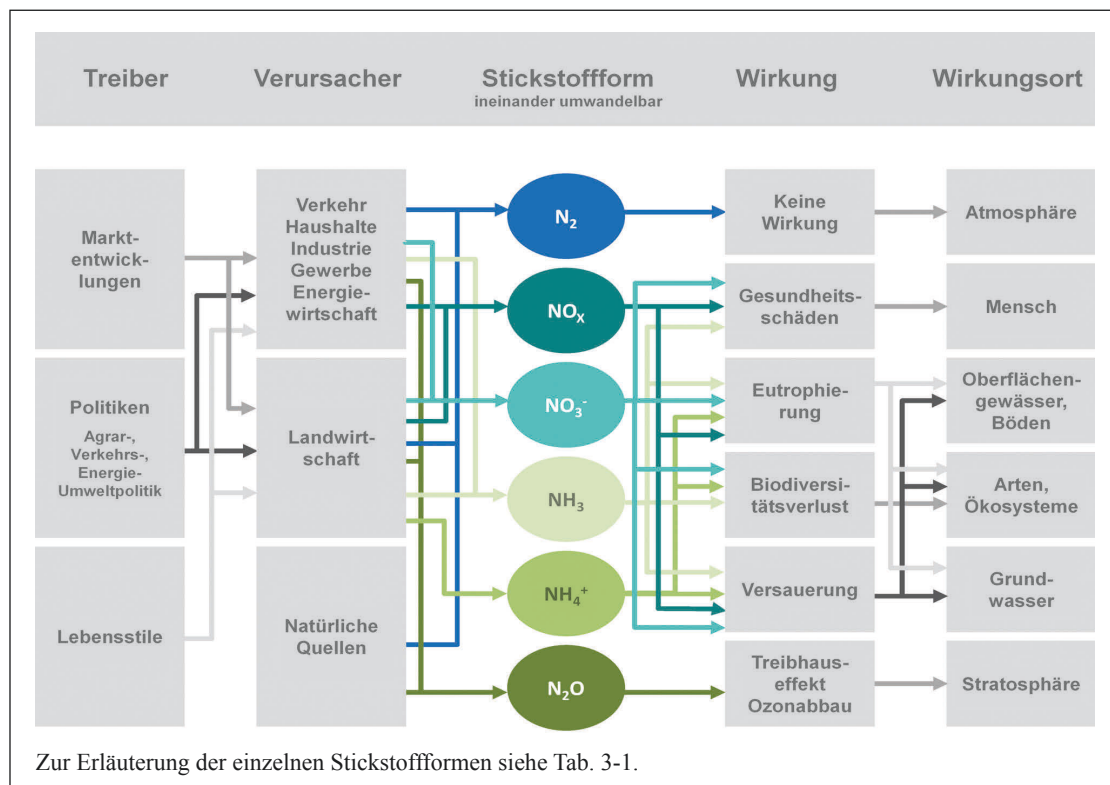 Treiber
Verursacher
Stickstoffform
ineinander umwandelbar
Wirkung
Wirkungsort
Markt-
entwick-
lungen
Politiken
Agrar-,
Verkehrs-,
Energie-
Umweltpolitik
Lebensstile
Verkehr
Haushalte
Industrie
Gewerbe
Energie-
wirtschaft
Landwirt-
schaft
Natürliche
Quellen
N₂
NOₓ
NO₃⁻
NH₃
NH₄⁺
N₂O
Keine
Wirkung
Gesundheits-
schäden
Eutrophie-
rung
Biodiversi-
tätsverlust
Versauerung
Treibhaus-
effekt
Ozonabbau
Atmosphäre
Mensch
Oberflächen-
gewässer,
Böden
Arten,
Ökosysteme
Grund-
wasser
Stratosphäre
Zur Erläuterung der einzelnen Stickstoffformen siehe Tab. 3-1.